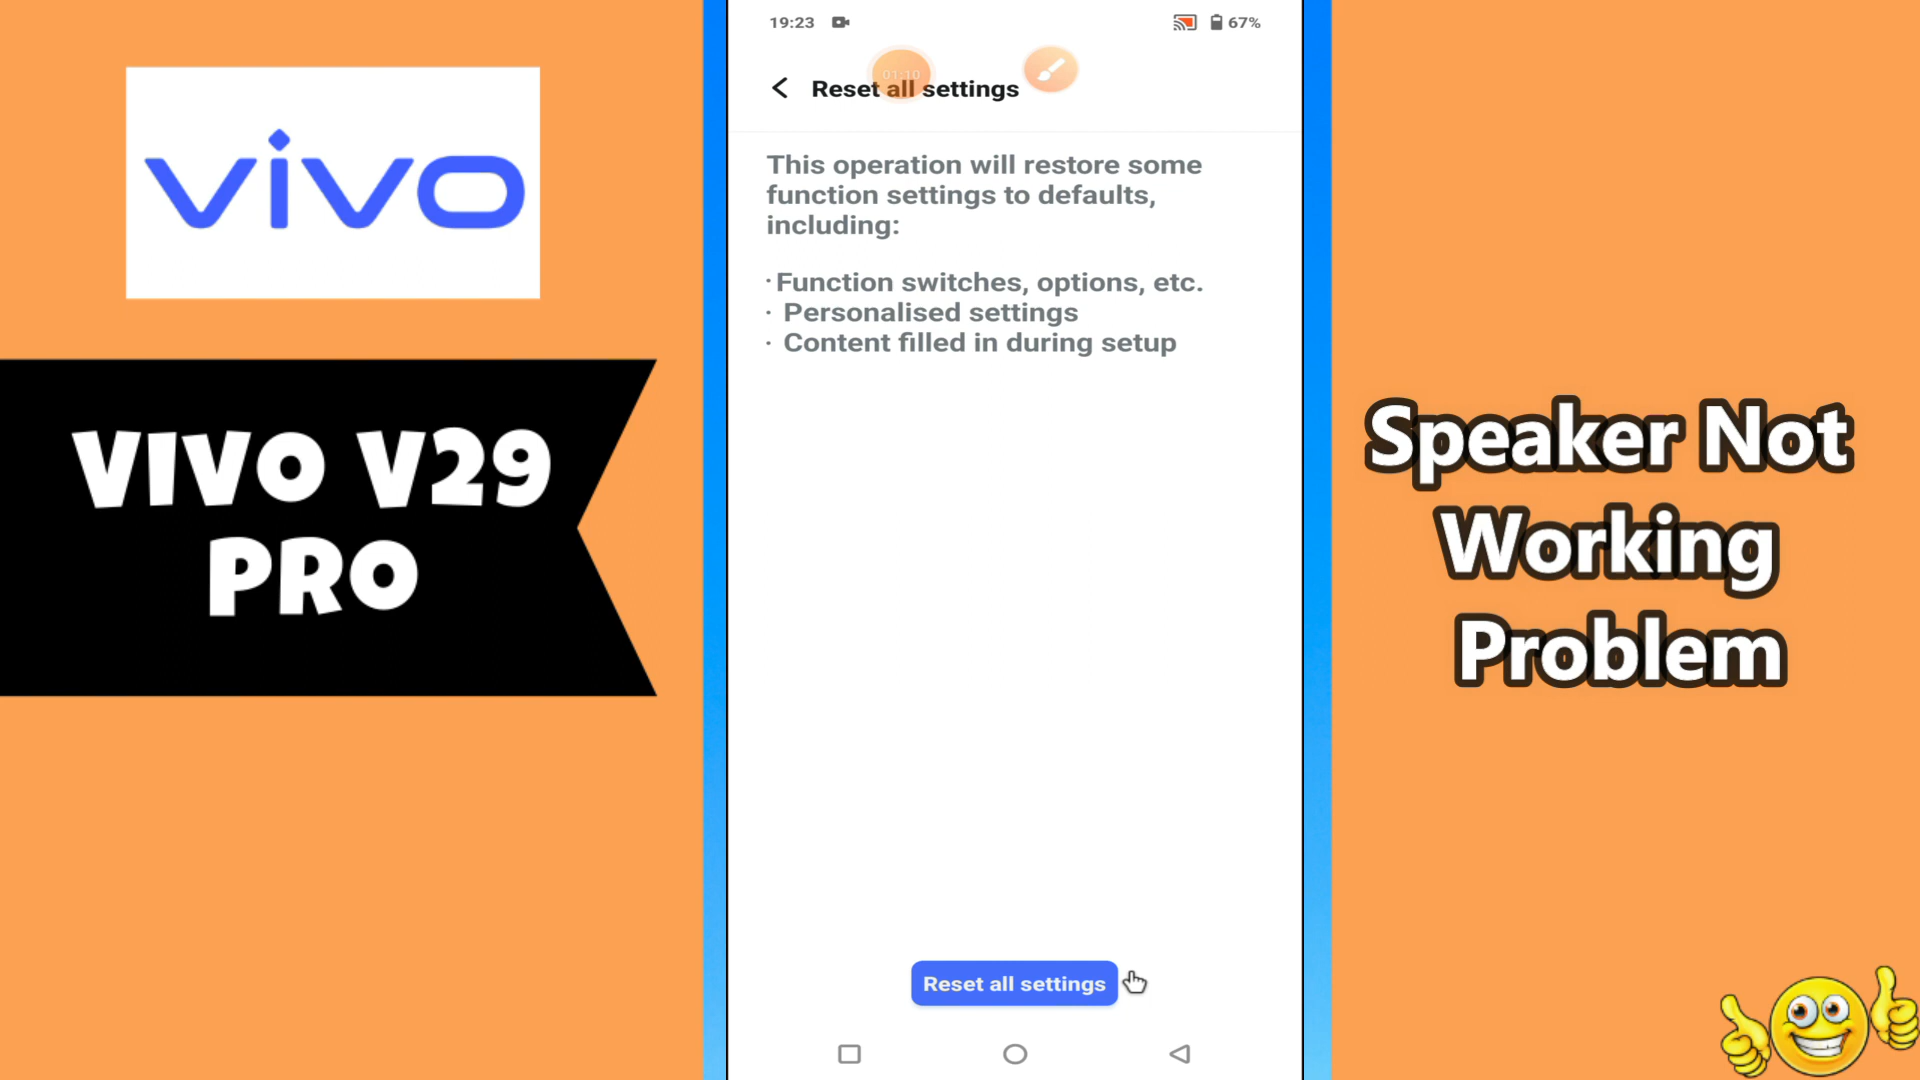 vivo
VIVO V29
PRO
19:23
67%
01:10
Reset all settings
This operation will restore some
function settings to defaults,
including:
· Function switches, options, etc.
· Personalised settings
· Content filled in during setup
Reset all settings
Speaker Not
Working
Problem